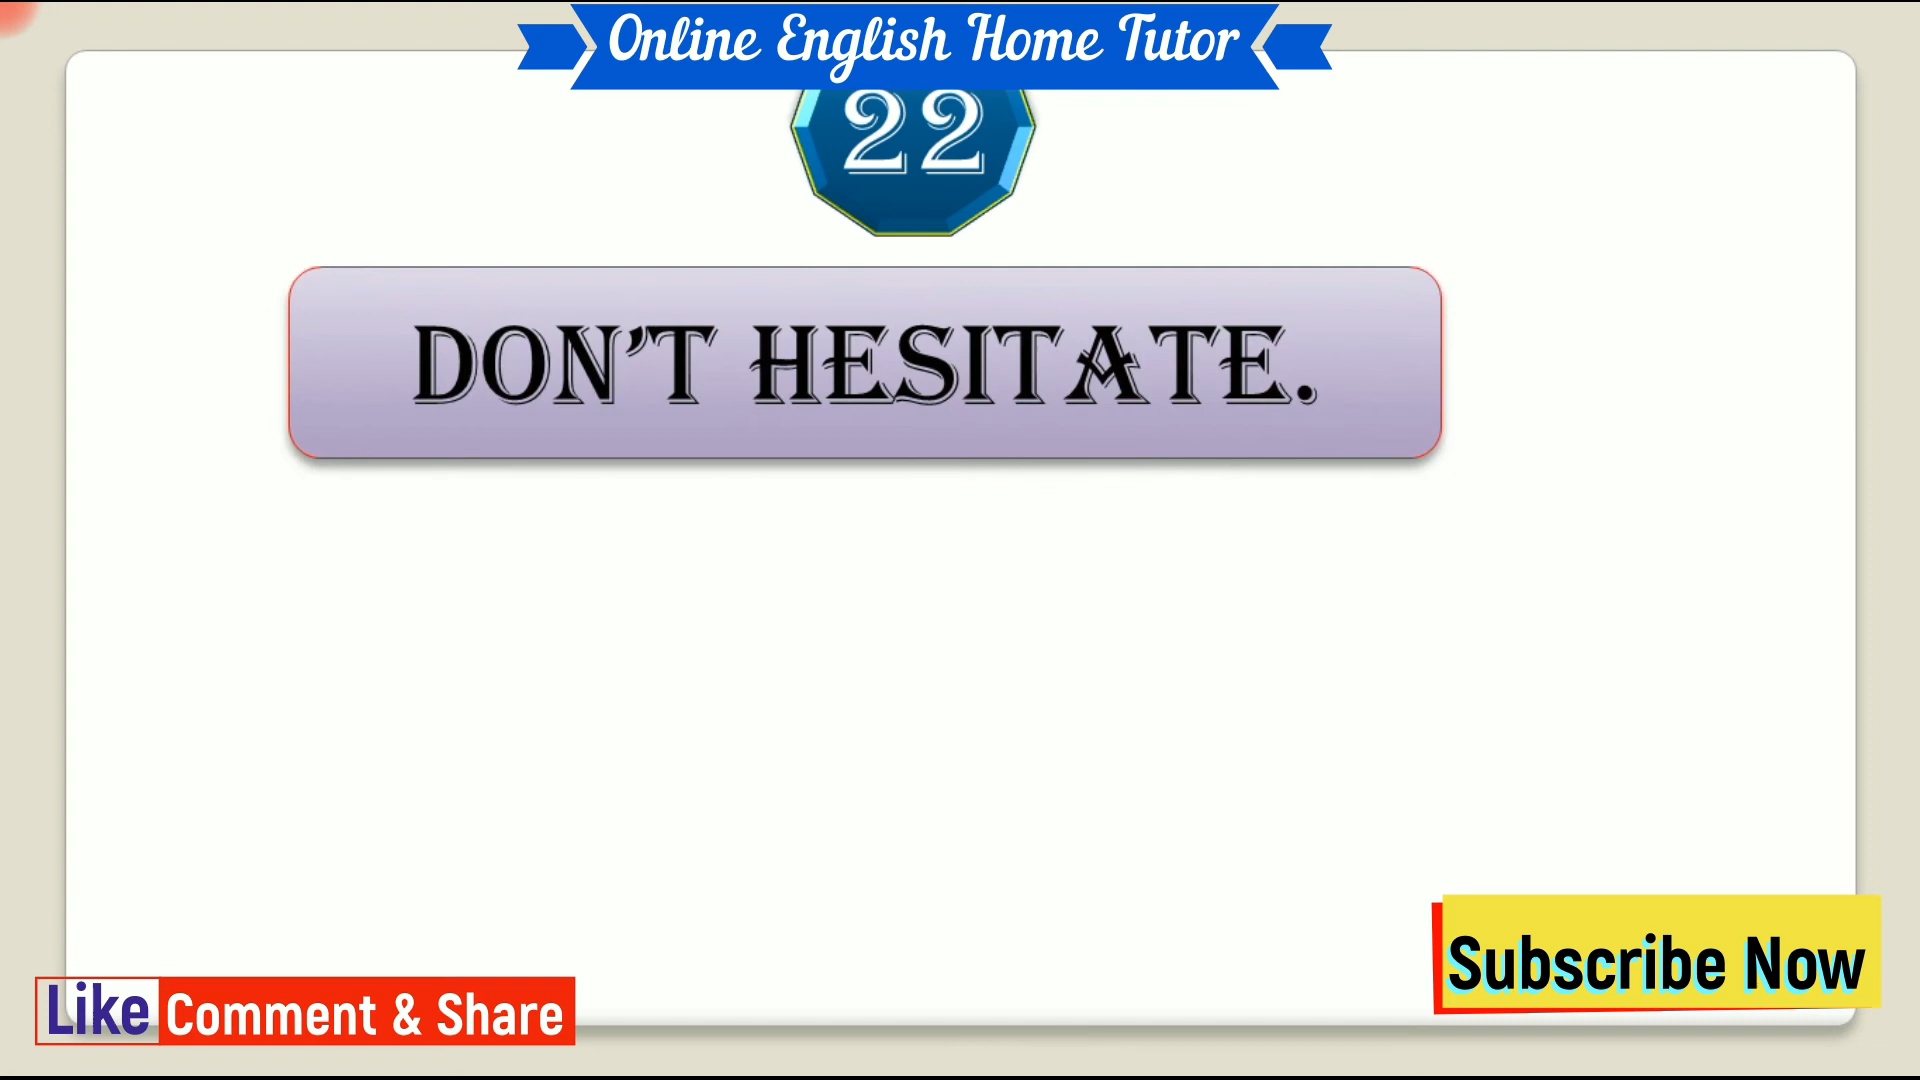 Online English Home Tutor
22
DON’T HESITATE.
Subscribe Now
Like Comment & Share